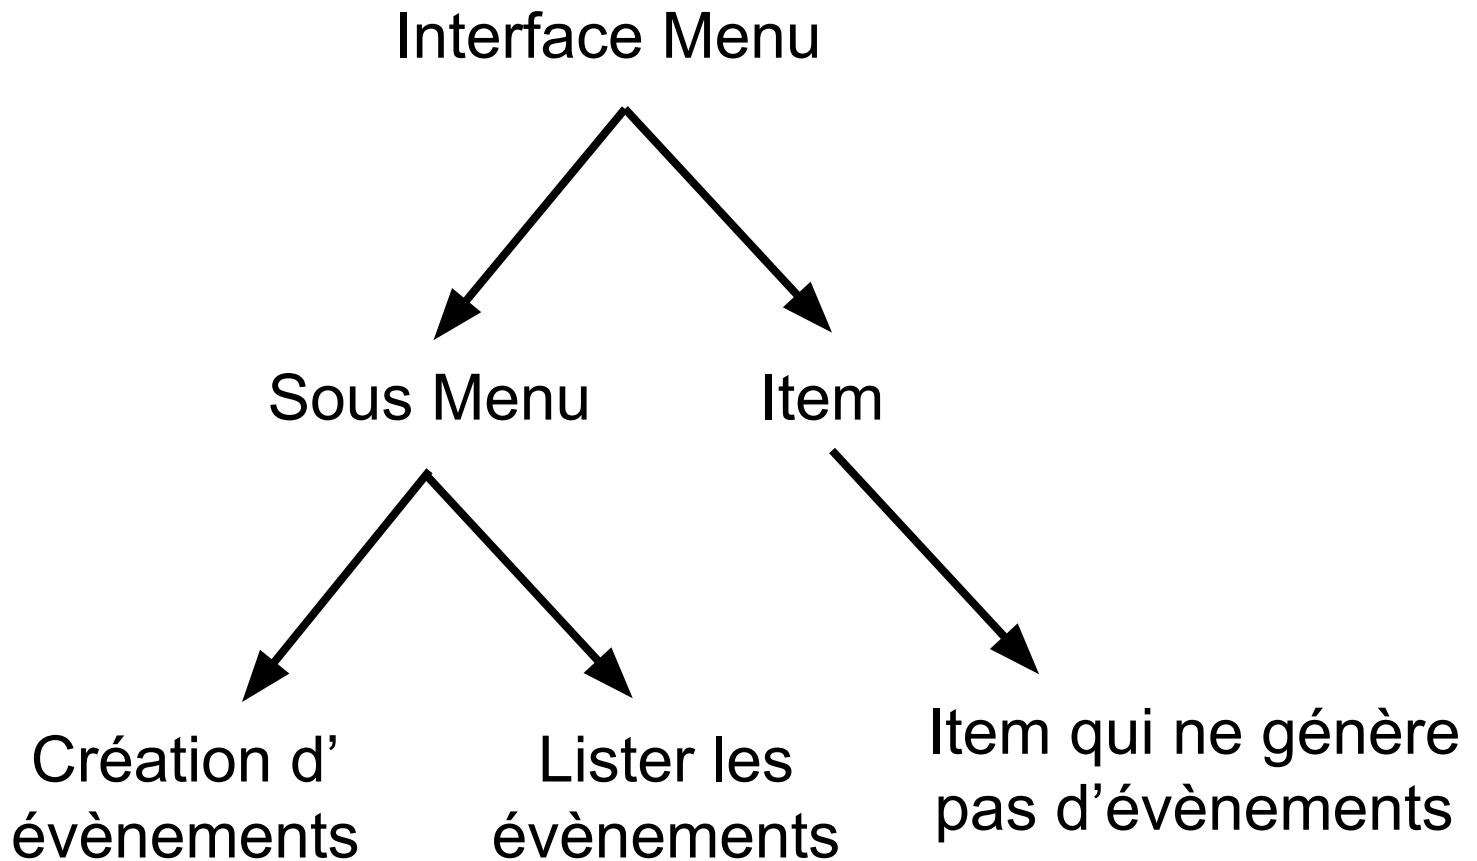 Interface Menu
Sous Menu
Item
Création d’
évènements
Lister les
évènements
Item qui ne génère
pas d’évènements